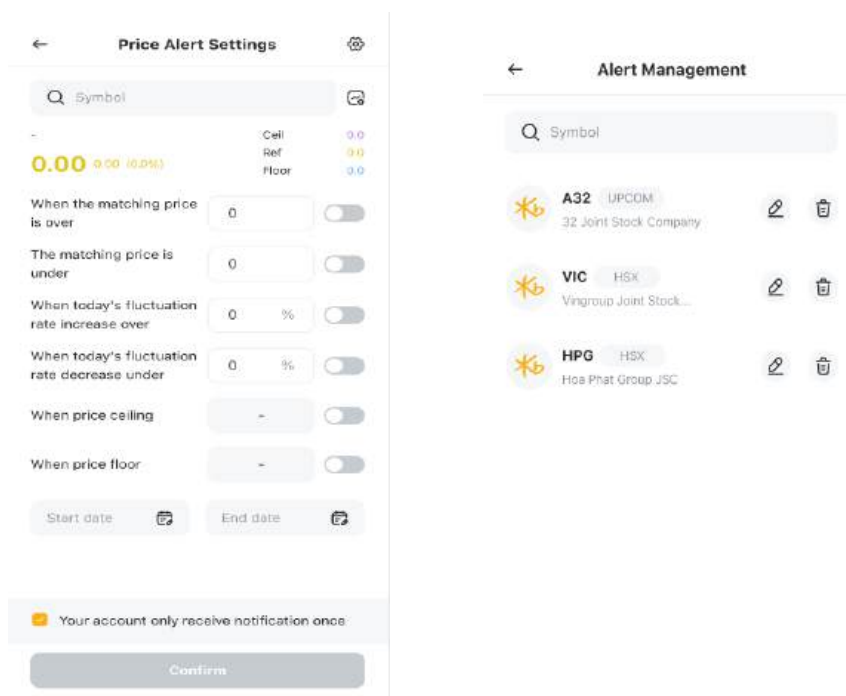 Price Alert Settings
Symbol
-
Ceil 0.0
0.00 0.00 (0.0%)
Ref 0.0
Floor 0.0
When the matching price
is over
0
The matching price is
under
0
When today's fluctuation
rate increase over
0 %
When today's fluctuation
rate decrease under
0 %
When price ceiling
-
When price floor
-
Start date
End date
Your account only receive notification once
Confirm
Alert Management
Symbol
A32 UPCOM
32 Joint Stock Company
VIC HSX
Vingroup Joint Stock...
HPG HSX
Hoa Phat Group JSC